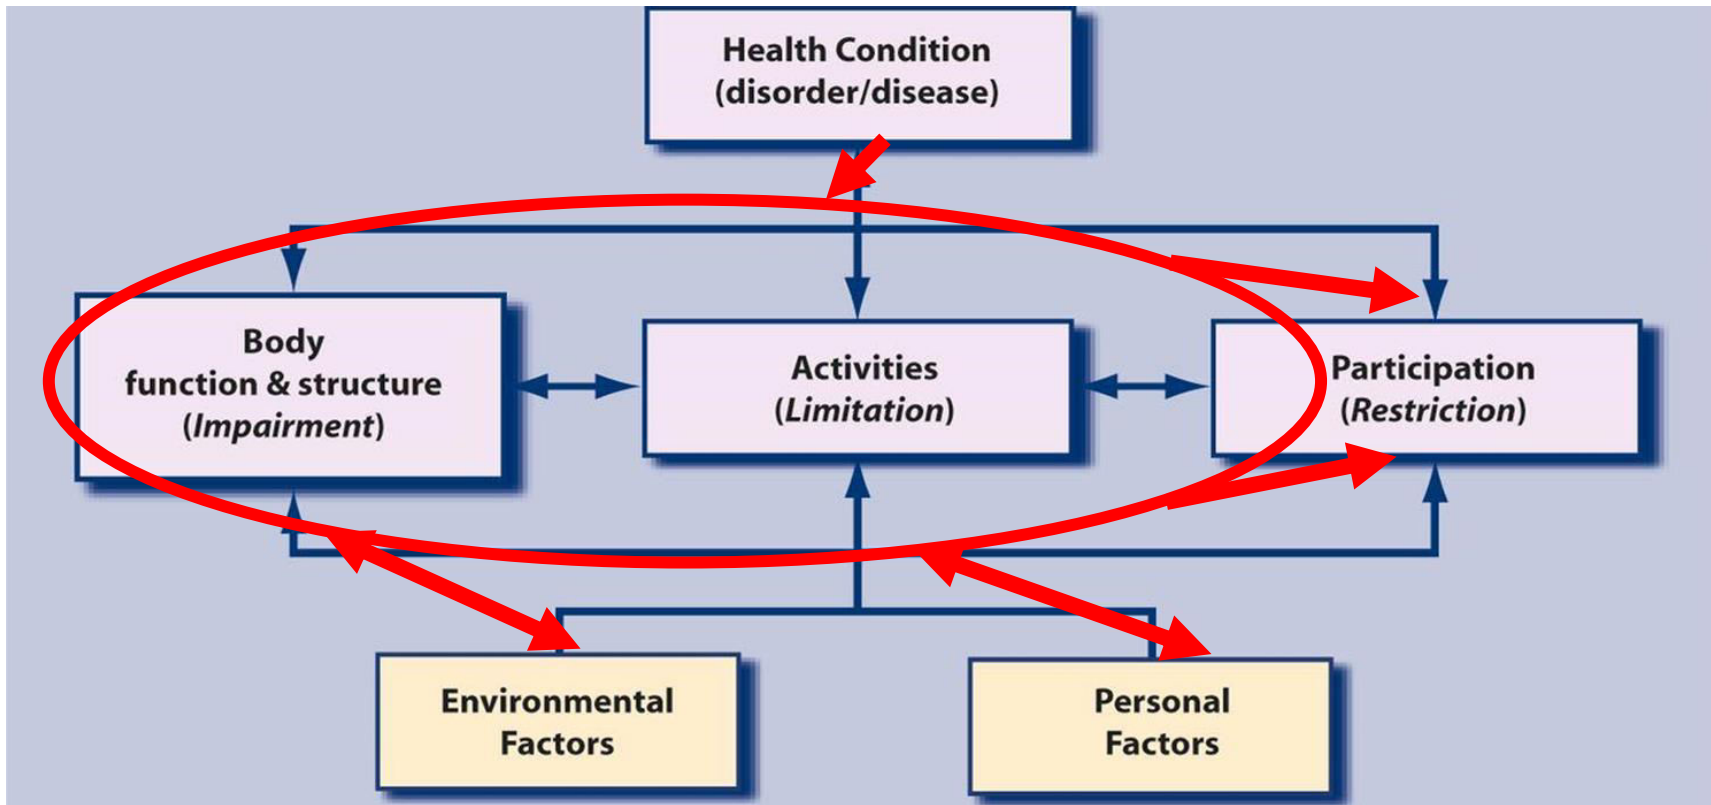 Health Condition
(disorder/disease)
Body
function & structure
(Impairment)
Activities
(Limitation)
Participation
(Restriction)
Environmental
Factors
Personal
Factors